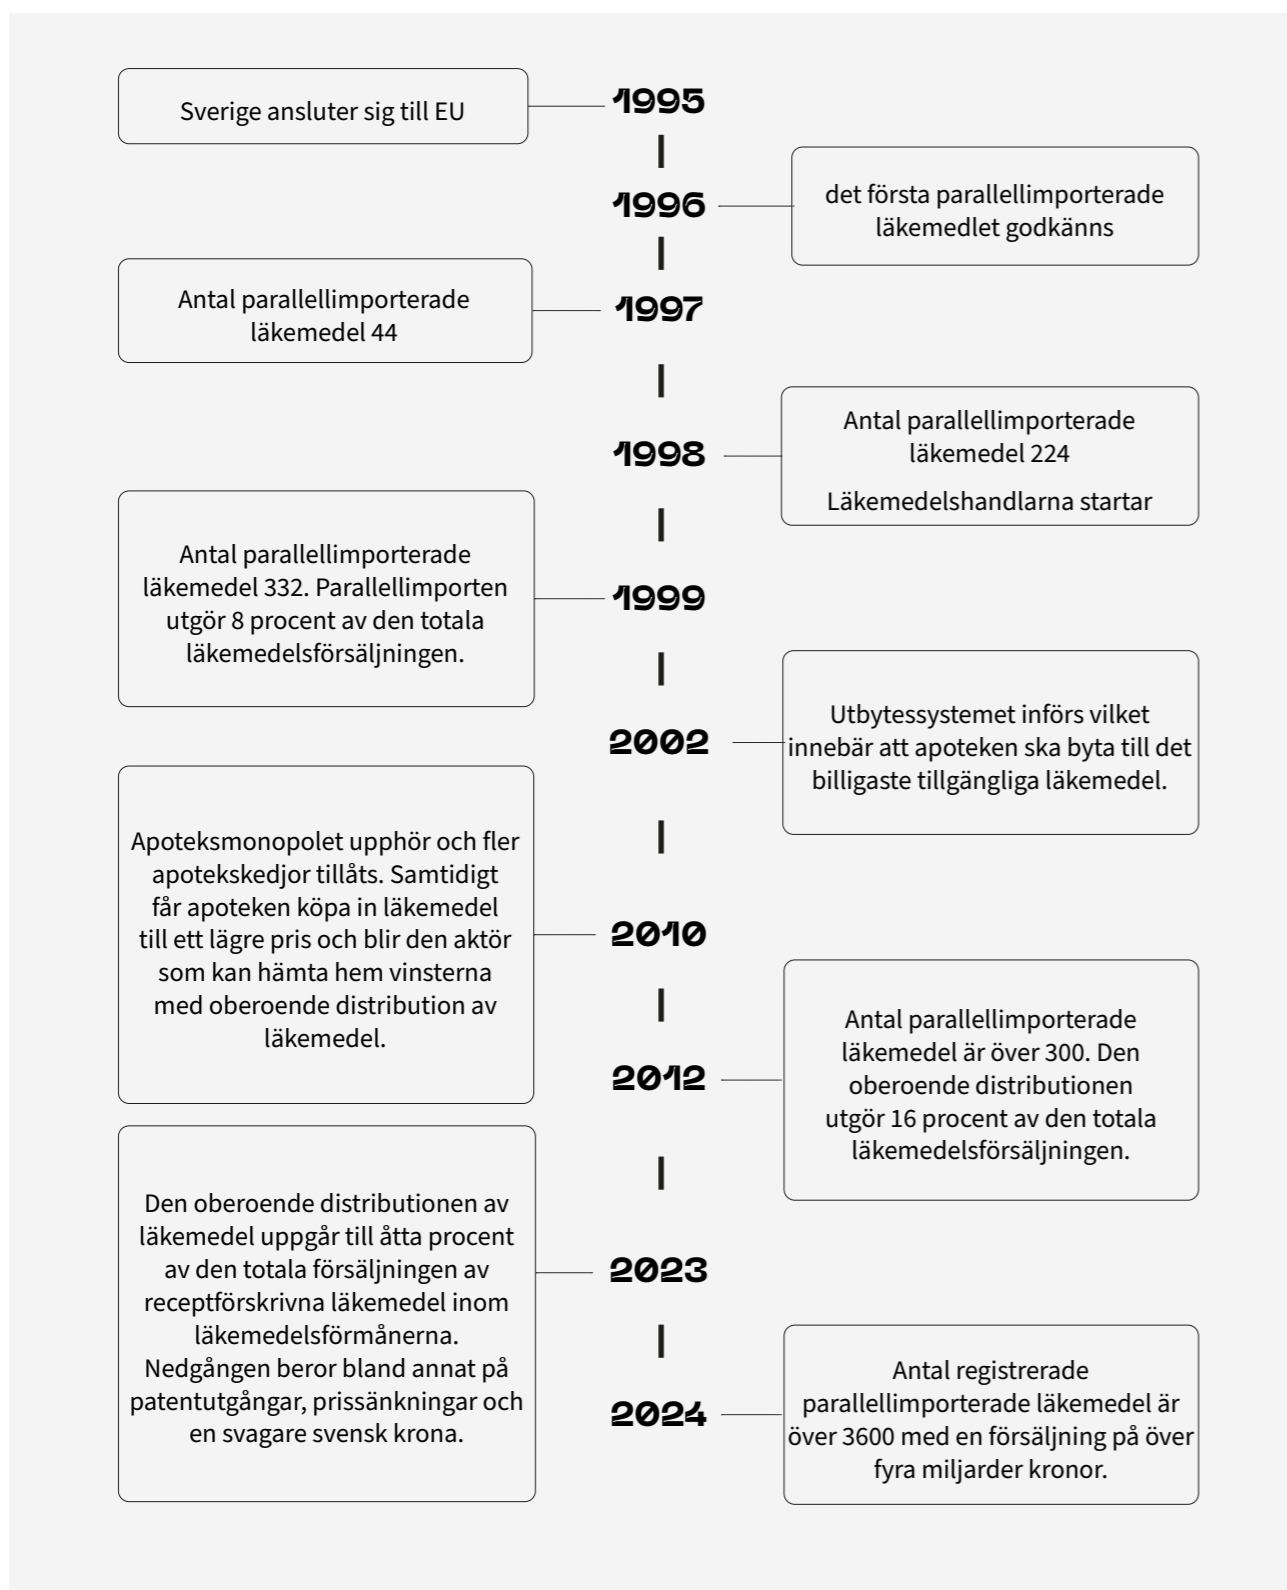 Sverige ansluter sig till EU
1995
1996
det första parallellimporterade
läkemedlet godkänns
Antal parallellimporterade
läkemedel 44
1997
1998
Antal parallellimporterade
läkemedel 224
Läkemedelshandlarna startar
Antal parallellimporterade
läkemedel 332. Parallellimporten
utgör 8 procent av den totala
läkemedelsförsäljningen.
1999
2002
Utbytessystemet införs vilket
innebär att apoteken ska byta till det
billigaste tillgängliga läkemedel.
Apoteksmonopolet upphör och fler
apotekskedjor tillåts. Samtidigt
får apoteken köpa in läkemedel
till ett lägre pris och blir den aktör
som kan hämta hem vinsterna
med oberoende distribution av
läkemedel.
2010
2012
Antal parallellimporterade
läkemedel är över 300. Den
oberoende distributionen
utgör 16 procent av den totala
läkemedelsförsäljningen.
Den oberoende distributionen av
läkemedel uppgår till åtta procent
av den totala försäljningen av
receptförskrivna läkemedel inom
läkemedelsförmånerna.
Nedgången beror bland annat på
patentutgångar, prissänkningar och
en svagare svensk krona.
2023
2024
Antal registrerade
parallellimporterade läkemedel är
över 3600 med en försäljning på över
fyra miljarder kronor.